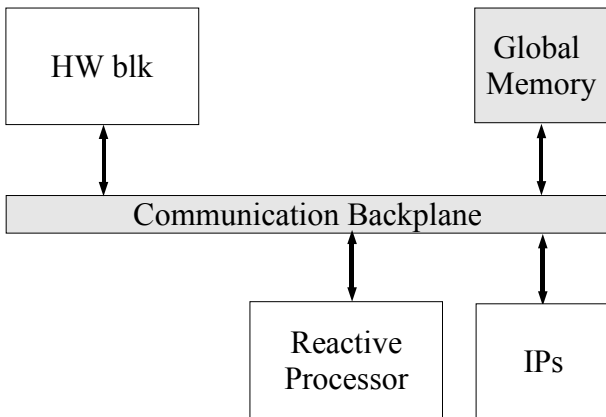 HW blk
Global
Memory
Communication Backplane
Reactive
Processor
IPs